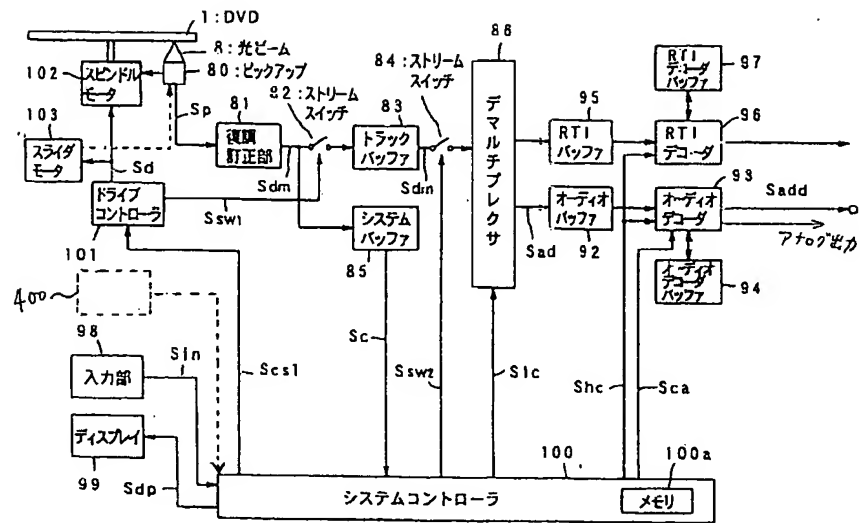 1:DVD
8:光ビーム
80:ピックアップ
102
スピンドル
モータ
103
スライダ
モータ
Sp
Sd
81
復調
訂正部
Sdm
82:ストリーム
スイッチ
83
トラック
バッファ
84:ストリーム
スイッチ
Sdm
86
デマルチプレクサ
95
RTI
バッファ
97
RTI
デコーダ
バッファ
96
RTI
デコーダ
93
オーディオ
デコーダ
Sadd
アナログ出力
オーディオ
バッファ
92
Sad
オーディオ
デコーダ
バッファ
94
ドライブ
コントローラ
101
Ssw1
システム
バッファ
85
400
98
入力部
Sin
Scs1
Sc
Ssw2
S1c
Shc
Sca
ディスプレイ
99
Sdp
100
システムコントローラ
100a
メモリ